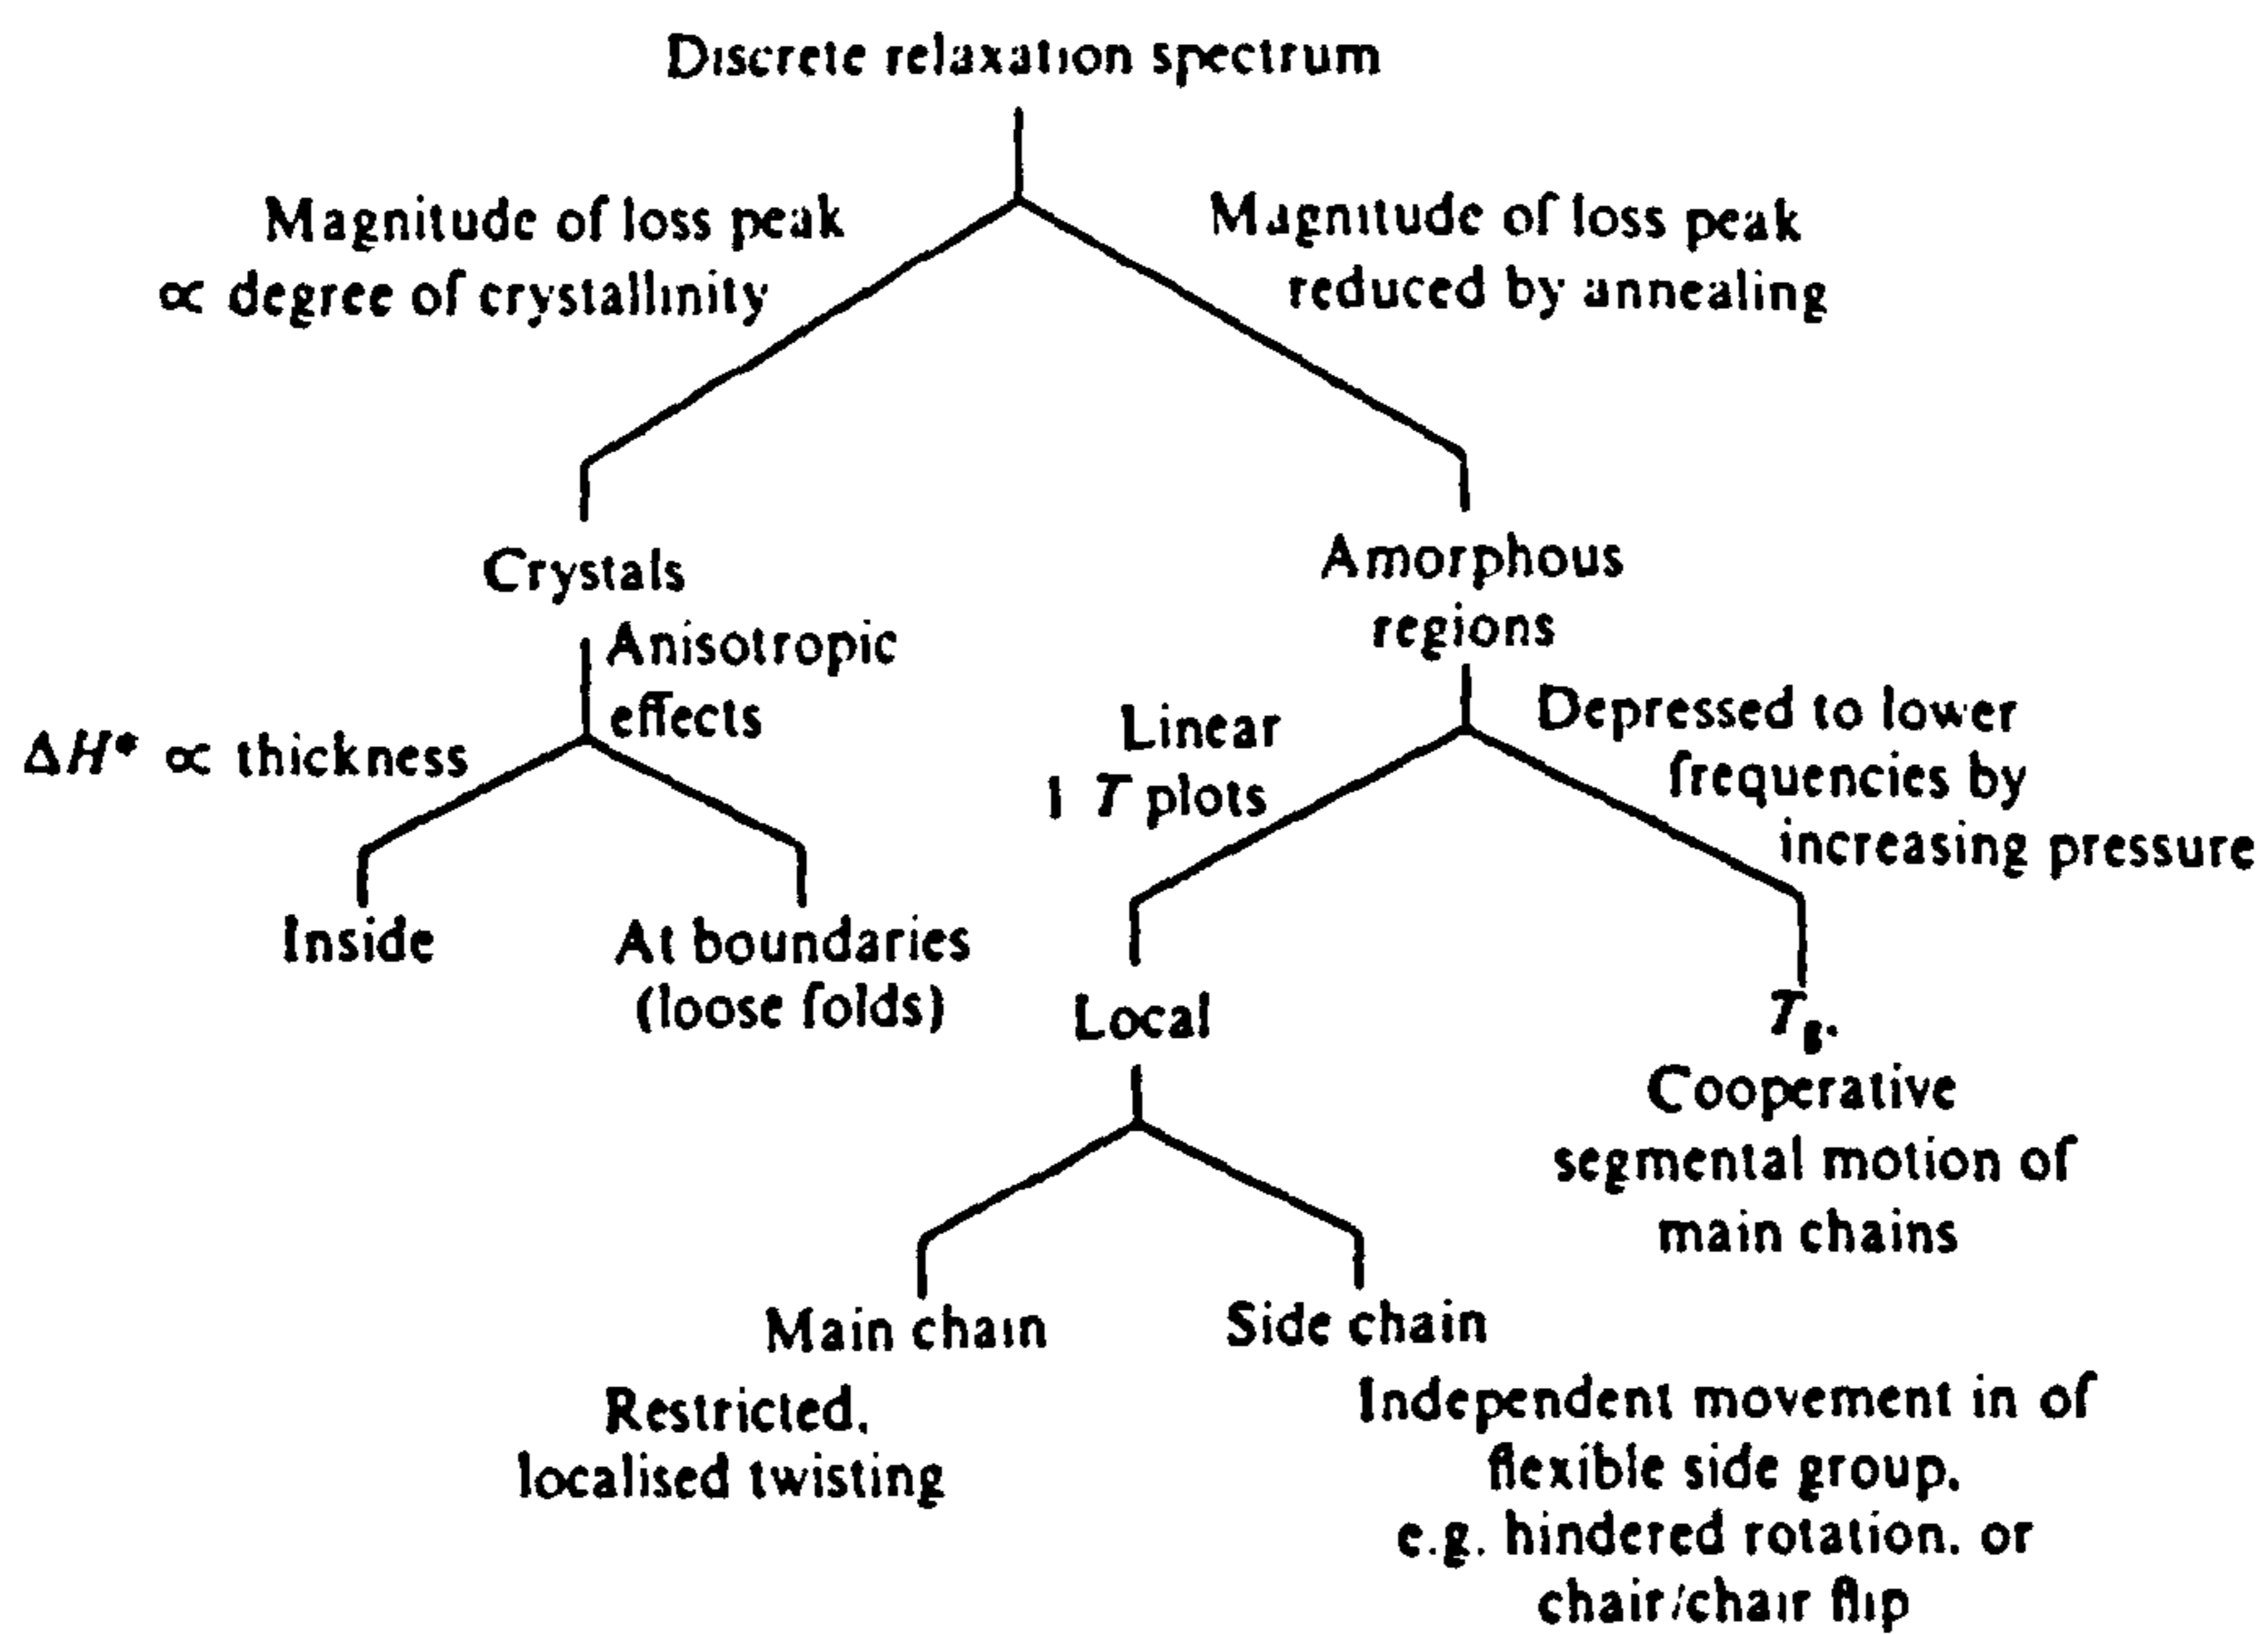 Discrete relaxation spectrum
Magnitude of loss peak
∝ degree of crystallinity
Magnitude of loss peak
reduced by annealing
Crystals
Amorphous
regions
Anisotropic
effects
ΔH* ∝ thickness
Linear
1 T plots
Depressed to lower
frequencies by
increasing pressure
Inside
At boundaries
(loose folds)
Local
Tg.
Cooperative
segmental motion of
main chains
Main chain
Side chain
Restricted.
localised twisting
Independent movement in of
flexible side group.
e.g. hindered rotation. or
chair/chair flip